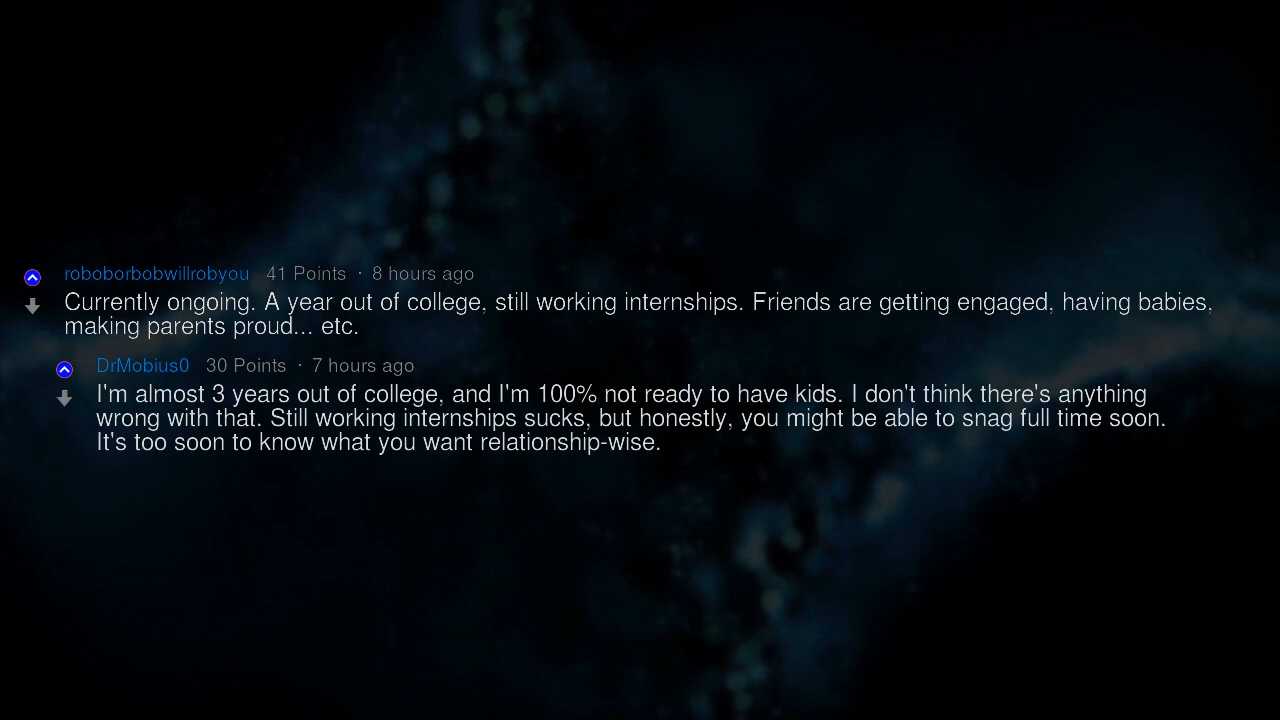 roboborbobwillrobyou 41 Points · 8 hours ago
Currently ongoing. A year out of college, still working internships. Friends are getting engaged, having babies,
making parents proud... etc.
DrMobius0 30 Points · 7 hours ago
I'm almost 3 years out of college, and I'm 100% not ready to have kids. I don't think there's anything
wrong with that. Still working internships sucks, but honestly, you might be able to snag full time soon.
It's too soon to know what you want relationship-wise.